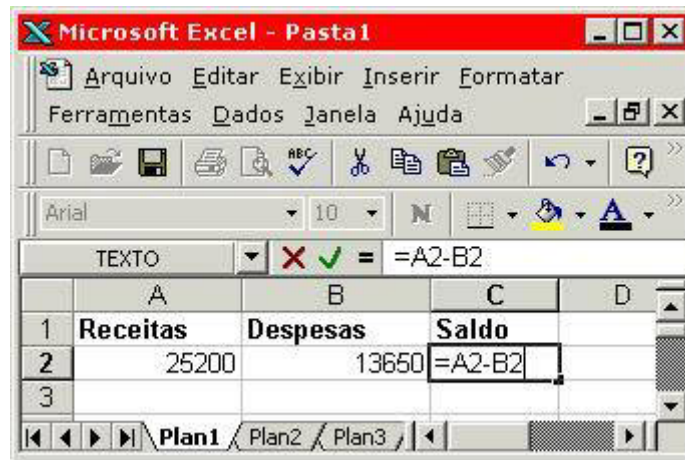 Microsoft Excel - Pasta1
Arquivo Editar Exibir Inserir Formatar
Ferramentas Dados Janela Ajuda
ABC
Arial 10 N A
TEXTO = =A2-B2
A B C D
1 Receitas Despesas Saldo
2 25200 13650 =A2-B2
3
Plan1 Plan2 Plan3